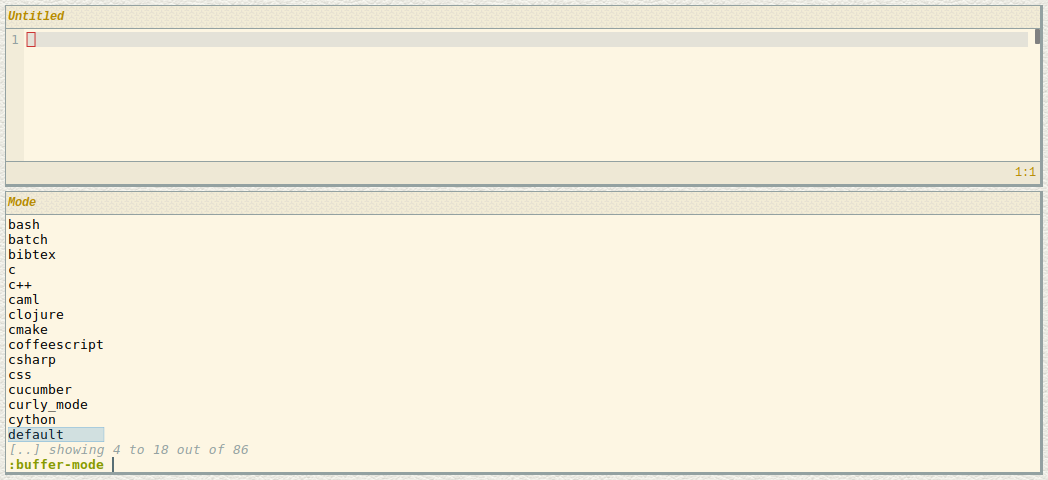 Untitled
1
1:1
Mode
bash
batch
bibtex
c
c++
caml
clojure
cmake
coffeescript
csharp
css
cucumber
curly_mode
cython
default
[..] showing 4 to 18 out of 86
:buffer-mode